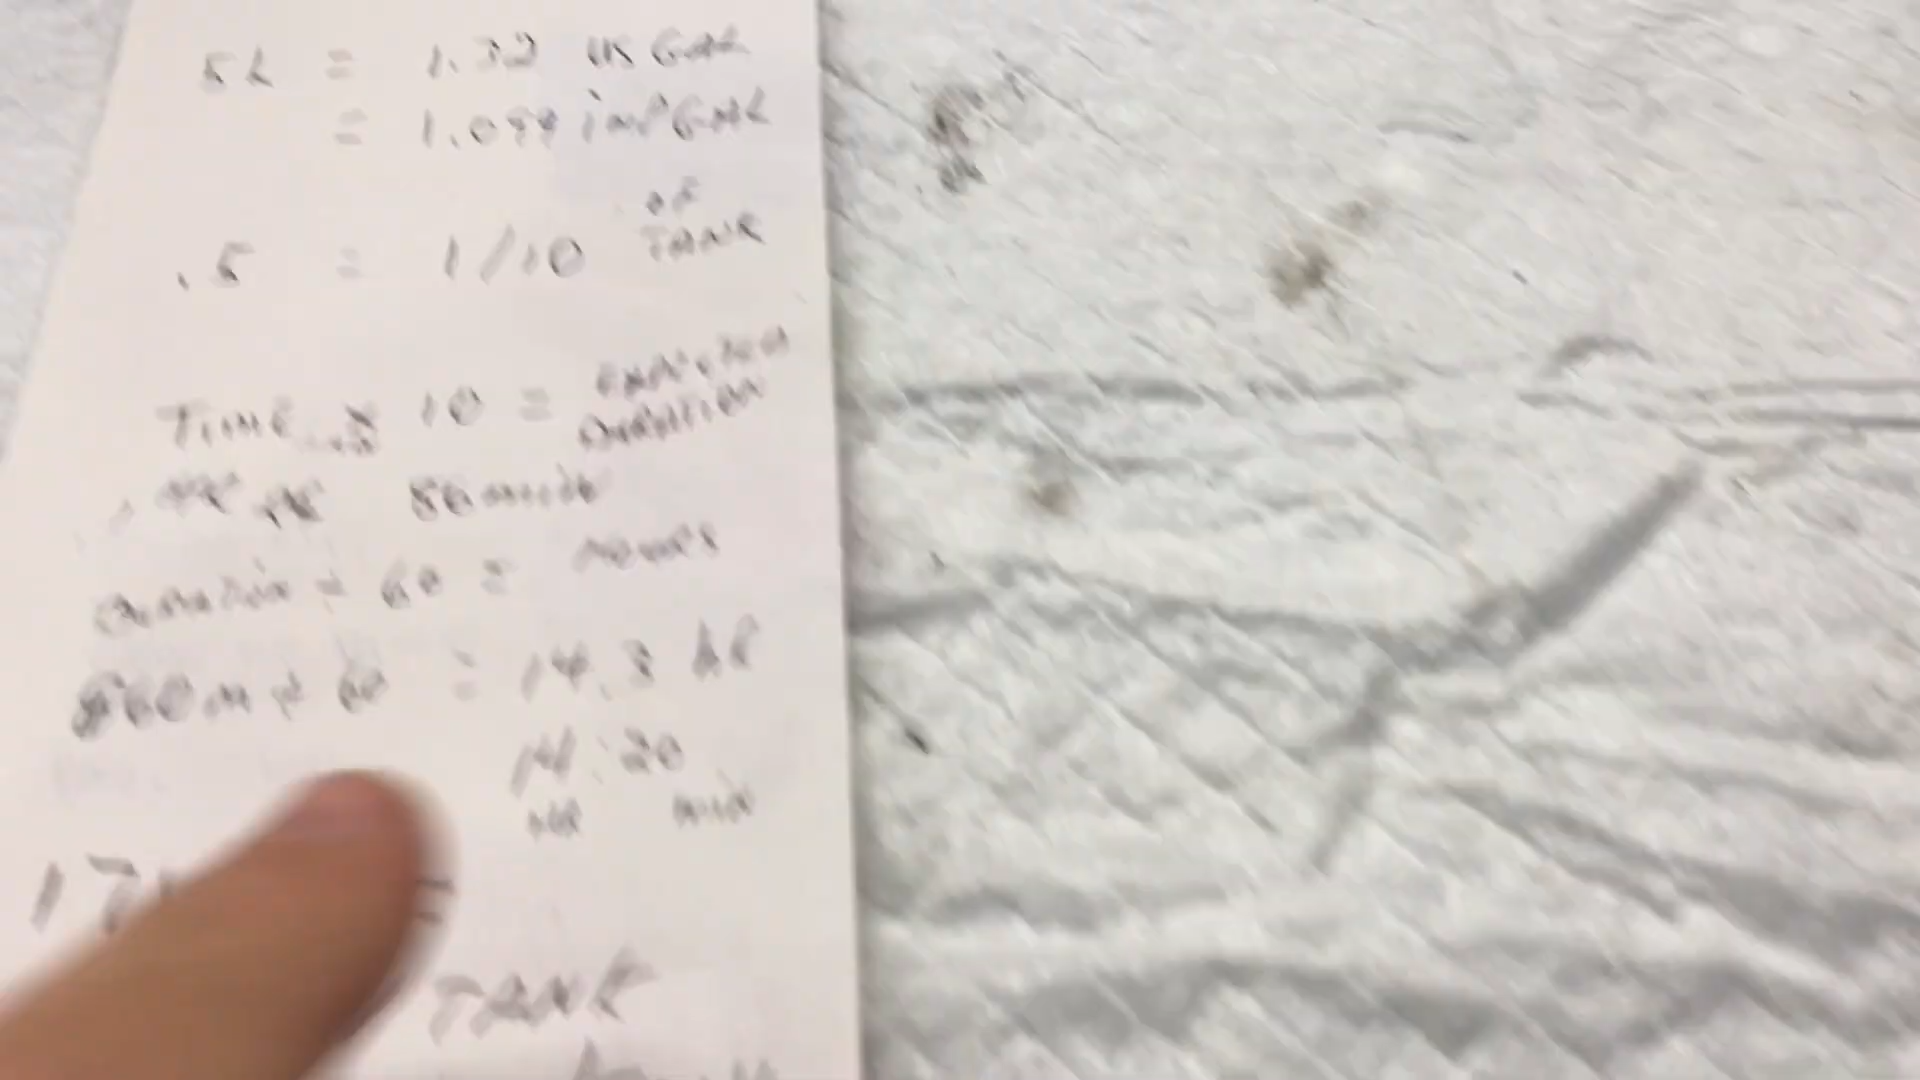 5L = 1.32 US GAL
= 1.099 imp GAL
.5 = 1/10 OF TANK
TIME x 10 = EXPECTED DURATION
86 min
DURATION ÷ 60 = HOURS
860 m ÷ 60 = 14.3 hR
14 : 20
HR MIN
TANK